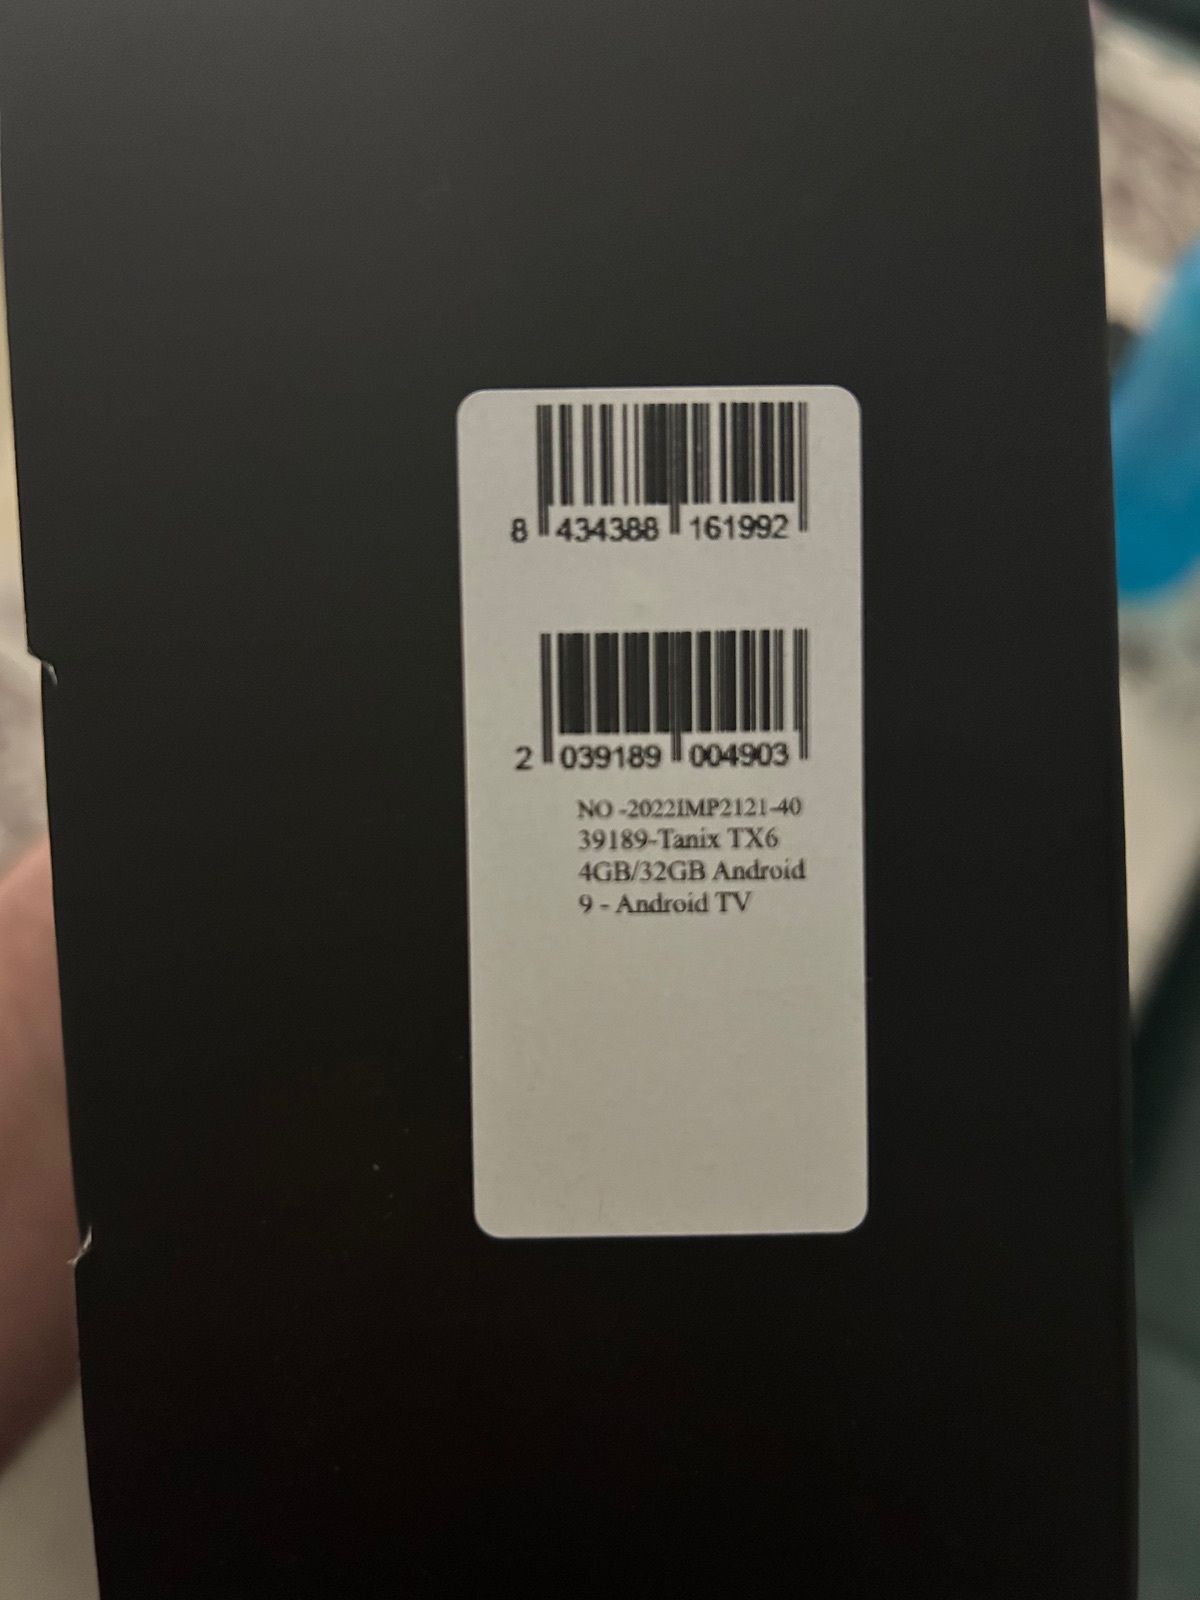 8 434388 161992
2 039189 004903
NO -2022IMP2121-40
39189-Tanix TX6
4GB/32GB Android
9 - Android TV